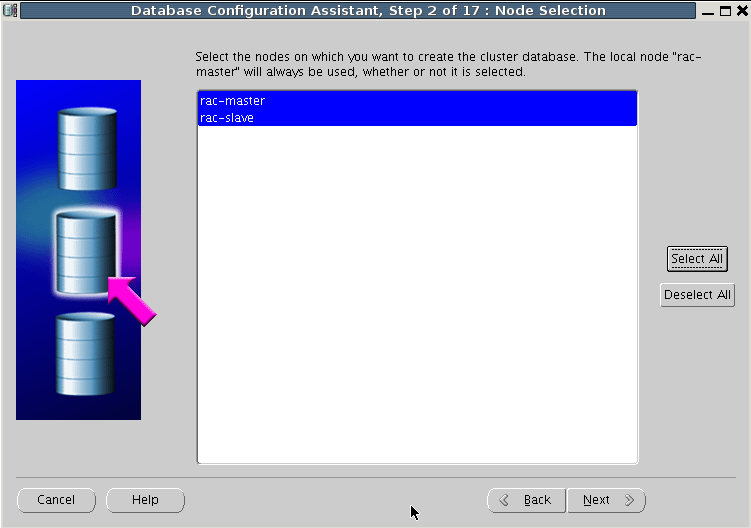 Database Configuration Assistant, Step 2 of 17 : Node Selection
Select the nodes on which you want to create the cluster database. The local node "rac-
master" will always be used, whether or not it is selected.
rac-master
rac-slave
Select All
Deselect All
Cancel
Help
Back
Next